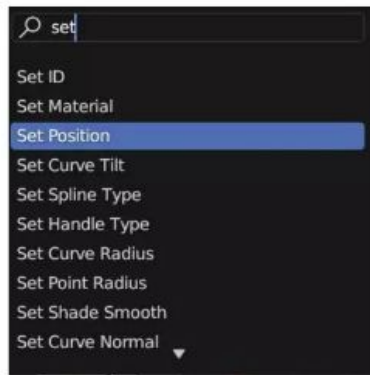 set
Set ID
Set Material
Set Position
Set Curve Tilt
Set Spline Type
Set Handle Type
Set Curve Radius
Set Point Radius
Set Shade Smooth
Set Curve Normal